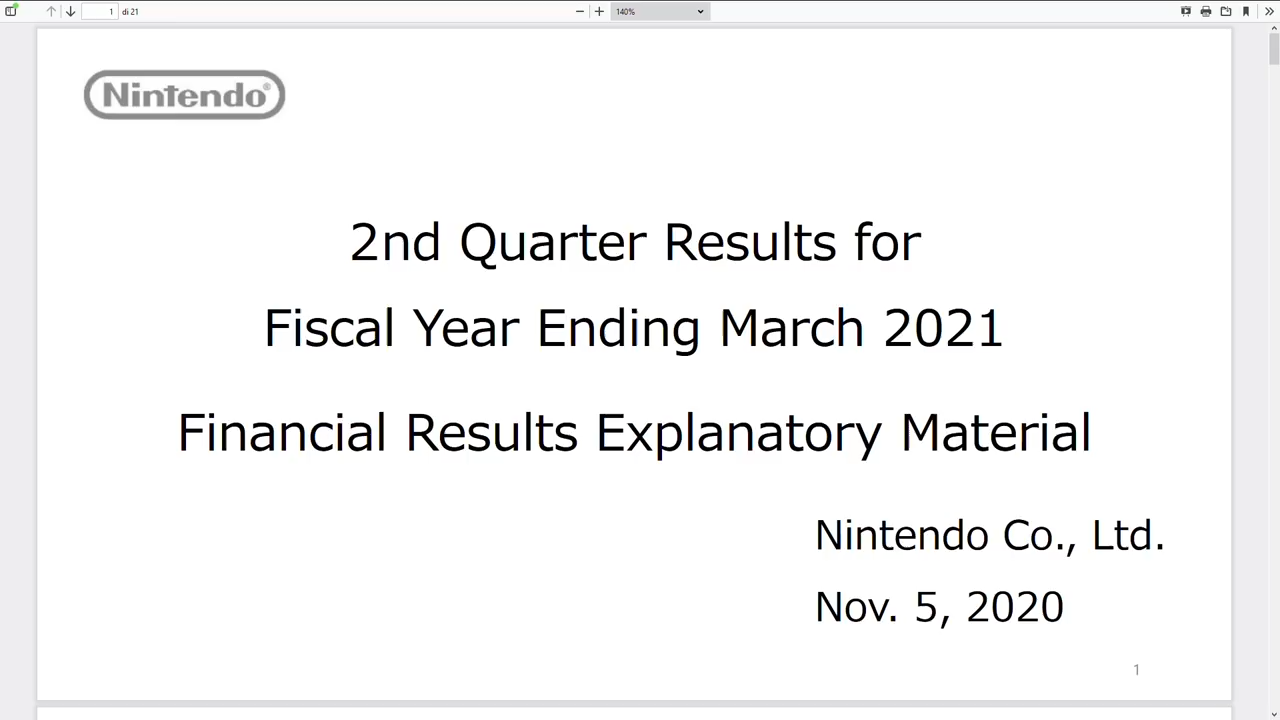 1 di 21 140%
Nintendo®
2nd Quarter Results for
Fiscal Year Ending March 2021
Financial Results Explanatory Material
Nintendo Co., Ltd.
Nov. 5, 2020
1